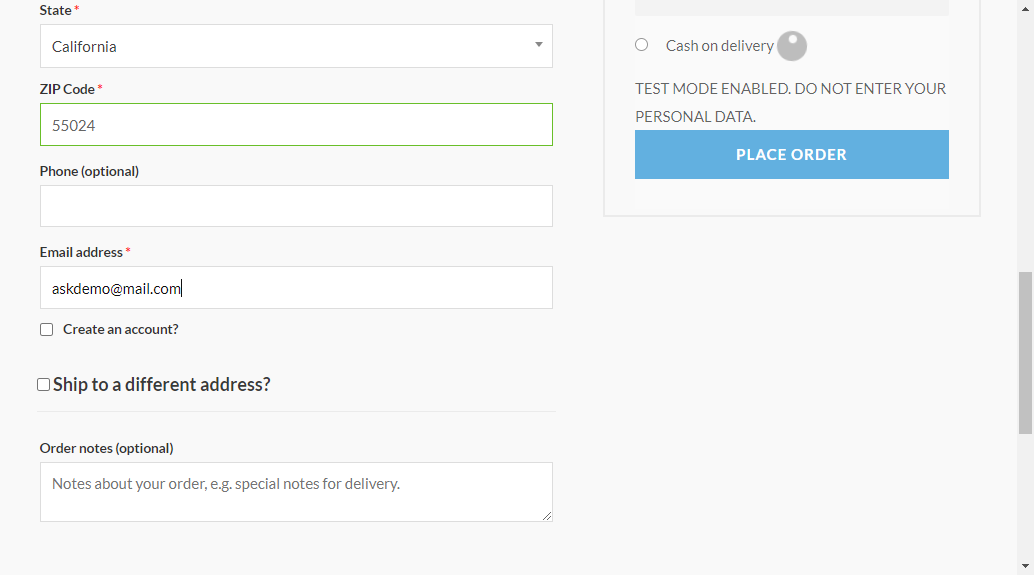 State *
California
ZIP Code *
55024
Phone (optional)
Email address *
askdemo@mail.com
Create an account?
Ship to a different address?
Order notes (optional)
Notes about your order, e.g. special notes for delivery.
Cash on delivery
TEST MODE ENABLED. DO NOT ENTER YOUR
PERSONAL DATA.
PLACE ORDER